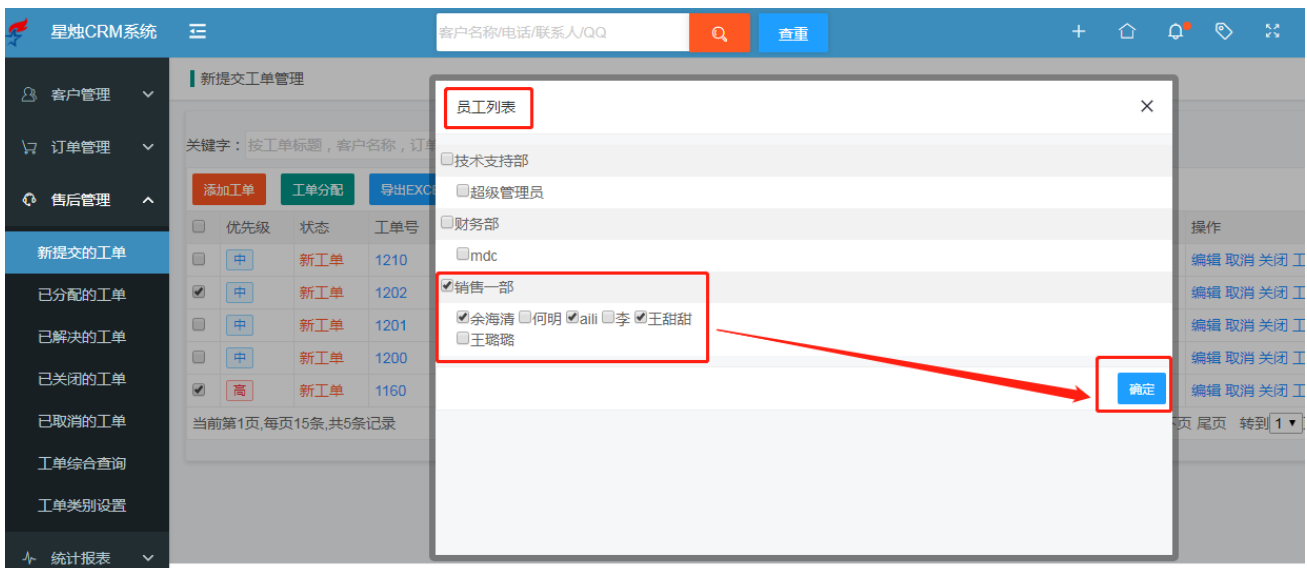 星烛CRM系统
客户名称/电话/联系人/QQ
查重
客户管理
订单管理
售后管理
新提交的工单
已分配的工单
已解决的工单
已关闭的工单
已取消的工单
工单综合查询
工单类别设置
统计报表
新提交工单管理
关键字：按工单标题，客户名称，订单
添加工单 工单分配 导出EXC
优先级 状态 工单号 操作
中 新工单 1210 编辑 取消 关闭 工
中 新工单 1202 编辑 取消 关闭 工
中 新工单 1201 编辑 取消 关闭 工
中 新工单 1200 编辑 取消 关闭 工
高 新工单 1160 编辑 取消 关闭 工
当前第1页,每页15条,共5条记录 页 尾页 转到 1
员工列表
技术支持部
超级管理员
财务部
mdc
销售一部
余海清 何明 aili 李 王甜甜
王璐璐
确定